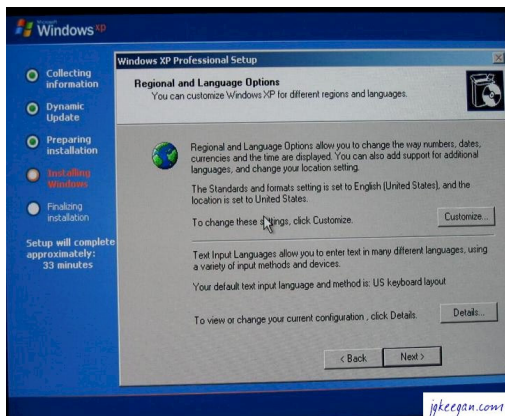 Microsoft
Windows xp
Windows XP Professional Setup
Collecting
information
Dynamic
Update
Preparing
installation
Installing
Windows
Finalizing
installation
Setup will complete
approximately:
33 minutes
Regional and Language Options
You can customize Windows XP for different regions and languages.
Regional and Language Options allow you to change the way numbers, dates,
currencies and the time are displayed. You can also add support for additional
languages, and change your location setting.
The Standards and formats setting is set to English (United States), and the
location is set to United States.
To change these settings, click Customize.
Customize...
Text Input Languages allow you to enter text in many different languages, using
a variety of input methods and devices.
Your default text input language and method is: US keyboard layout
To view or change your current configuration , click Details.
Details...
< Back
Next >
jgkeegan.com